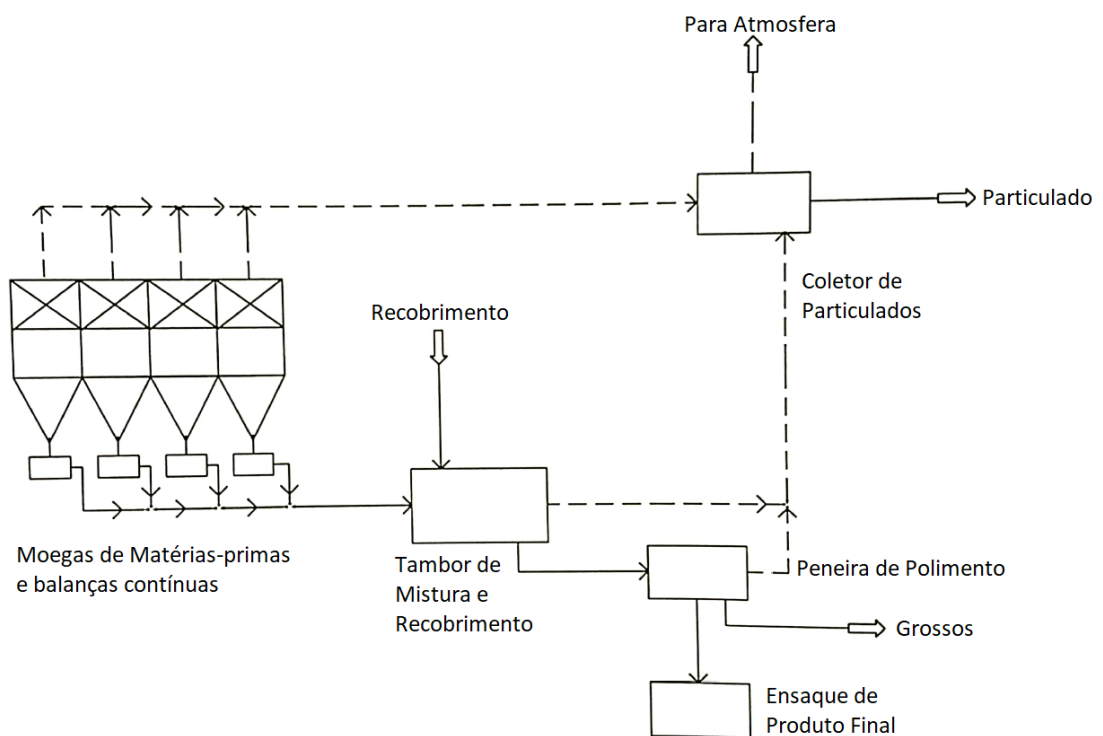 Para Atmosfera
Particulado
Coletor de
Particulados
Recobrimento
Moegas de Matérias-primas
e balanças contínuas
Tambor de
Mistura e
Recobrimento
Peneira de Polimento
Grossos
Ensaque de
Produto Final